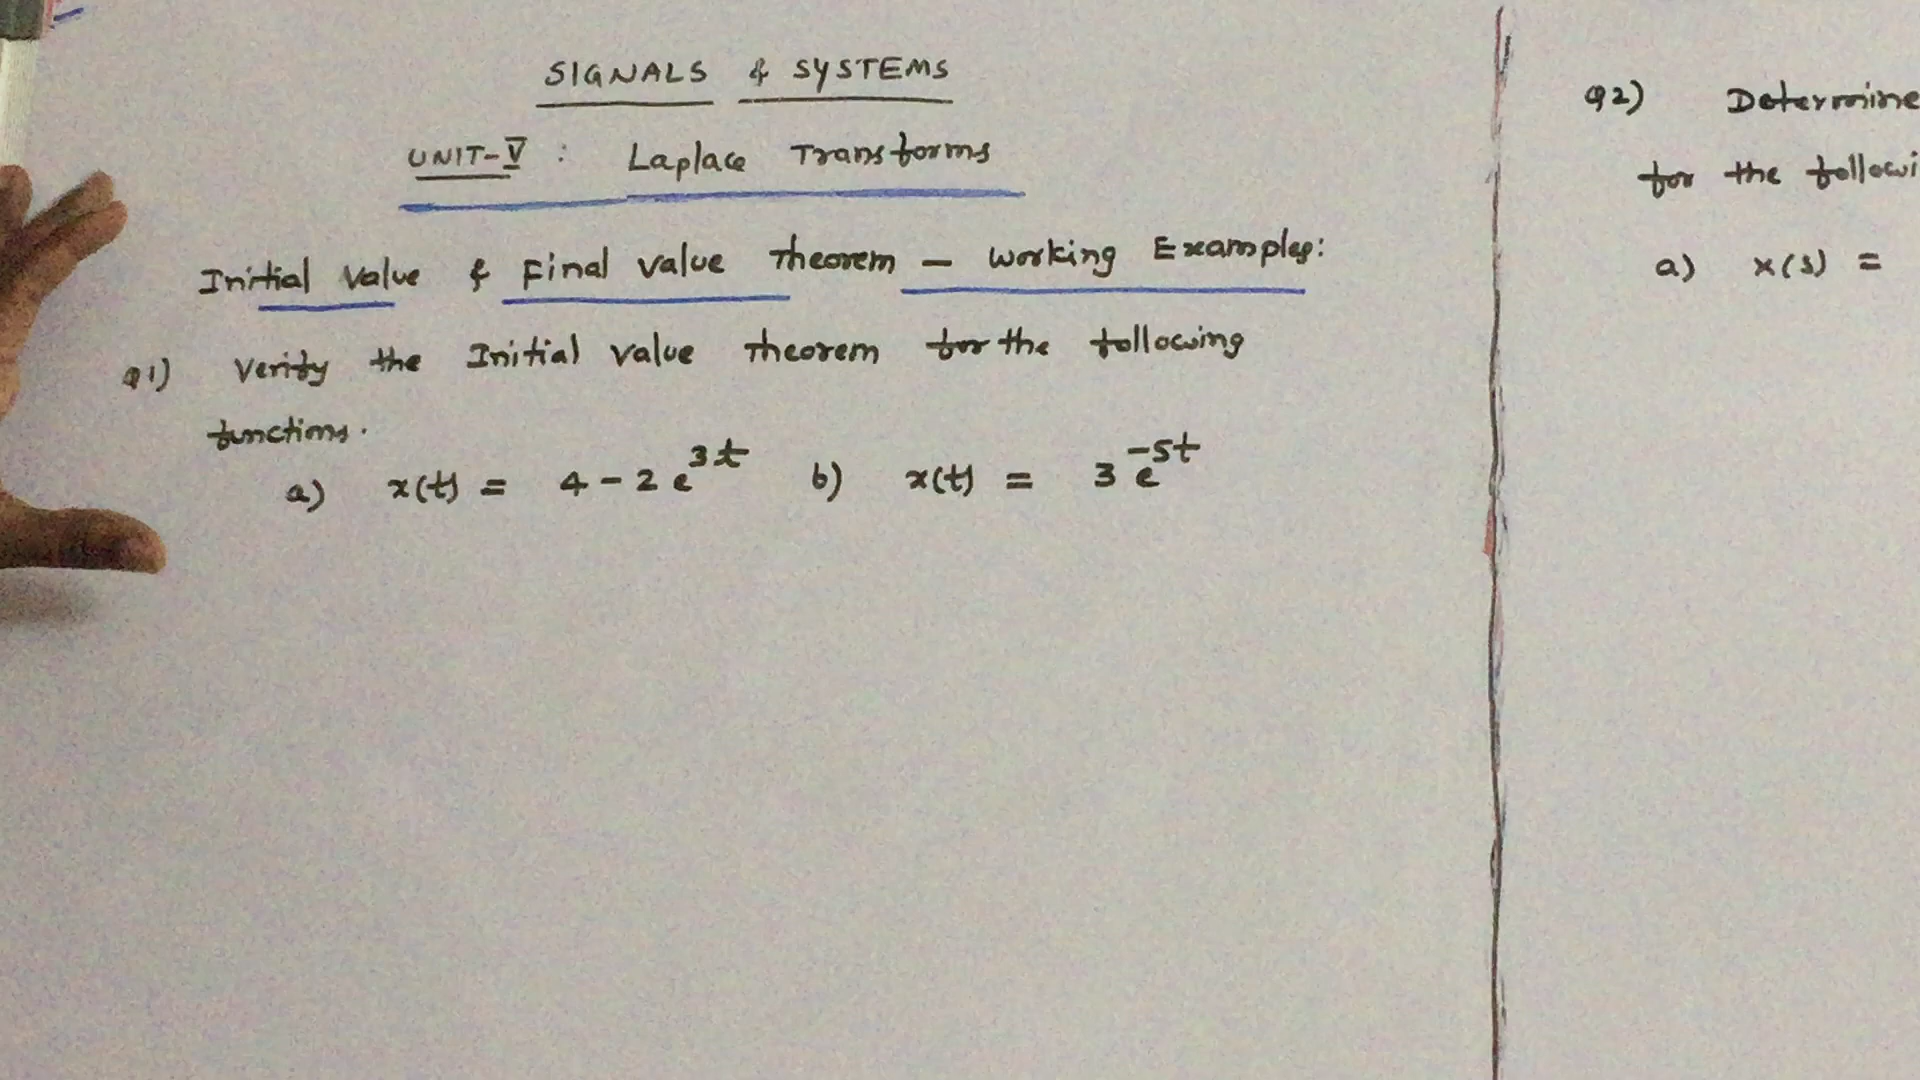 SIGNALS & SYSTEMS
UNIT-V : Laplace Transforms
Initial Value & Final Value Theorem – Working Examples:
Q1) Verify the Initial Value Theorem for the following
functions.
a) x(t) = 4 - 2 e^3t b) x(t) = 3 e^-5t
Q2) Determine
for the followi
a) x(s) =